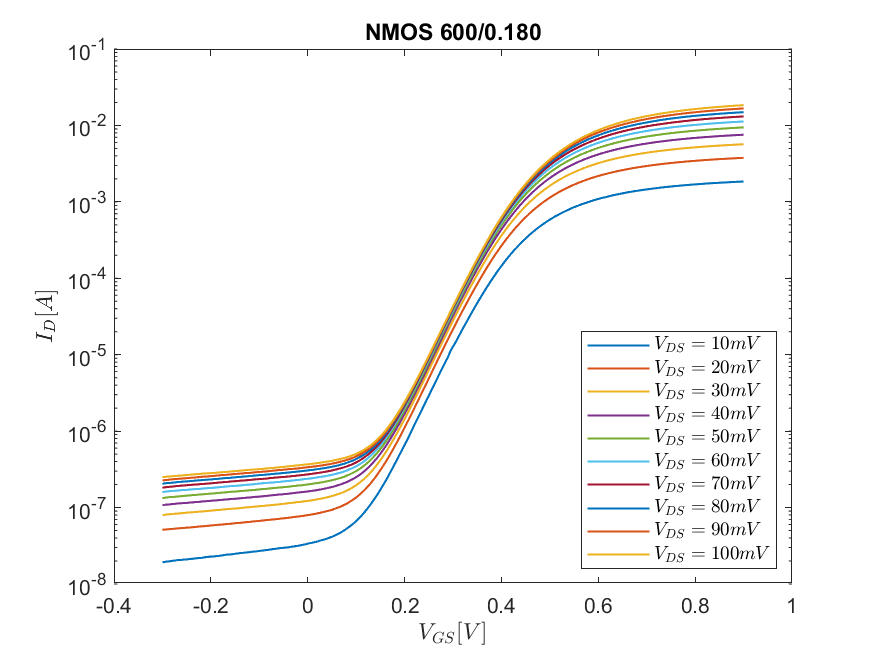 NMOS 600/0.180
10^-1
10^-2
10^-3
10^-4
10^-5
10^-6
10^-7
10^-8
I_D[A]
V_DS = 10mV
V_DS = 20mV
V_DS = 30mV
V_DS = 40mV
V_DS = 50mV
V_DS = 60mV
V_DS = 70mV
V_DS = 80mV
V_DS = 90mV
V_DS = 100mV
-0.4 -0.2 0 0.2 0.4 0.6 0.8 1
V_GS[V]